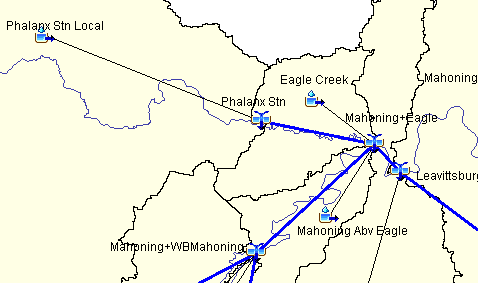 Phalanx Stn Local
Eagle Creek
Mahoning
Phalanx Stn
Mahoning+Eagle
Leavittsburg
Mahoning Abv Eagle
Mahoning+WBMahoning